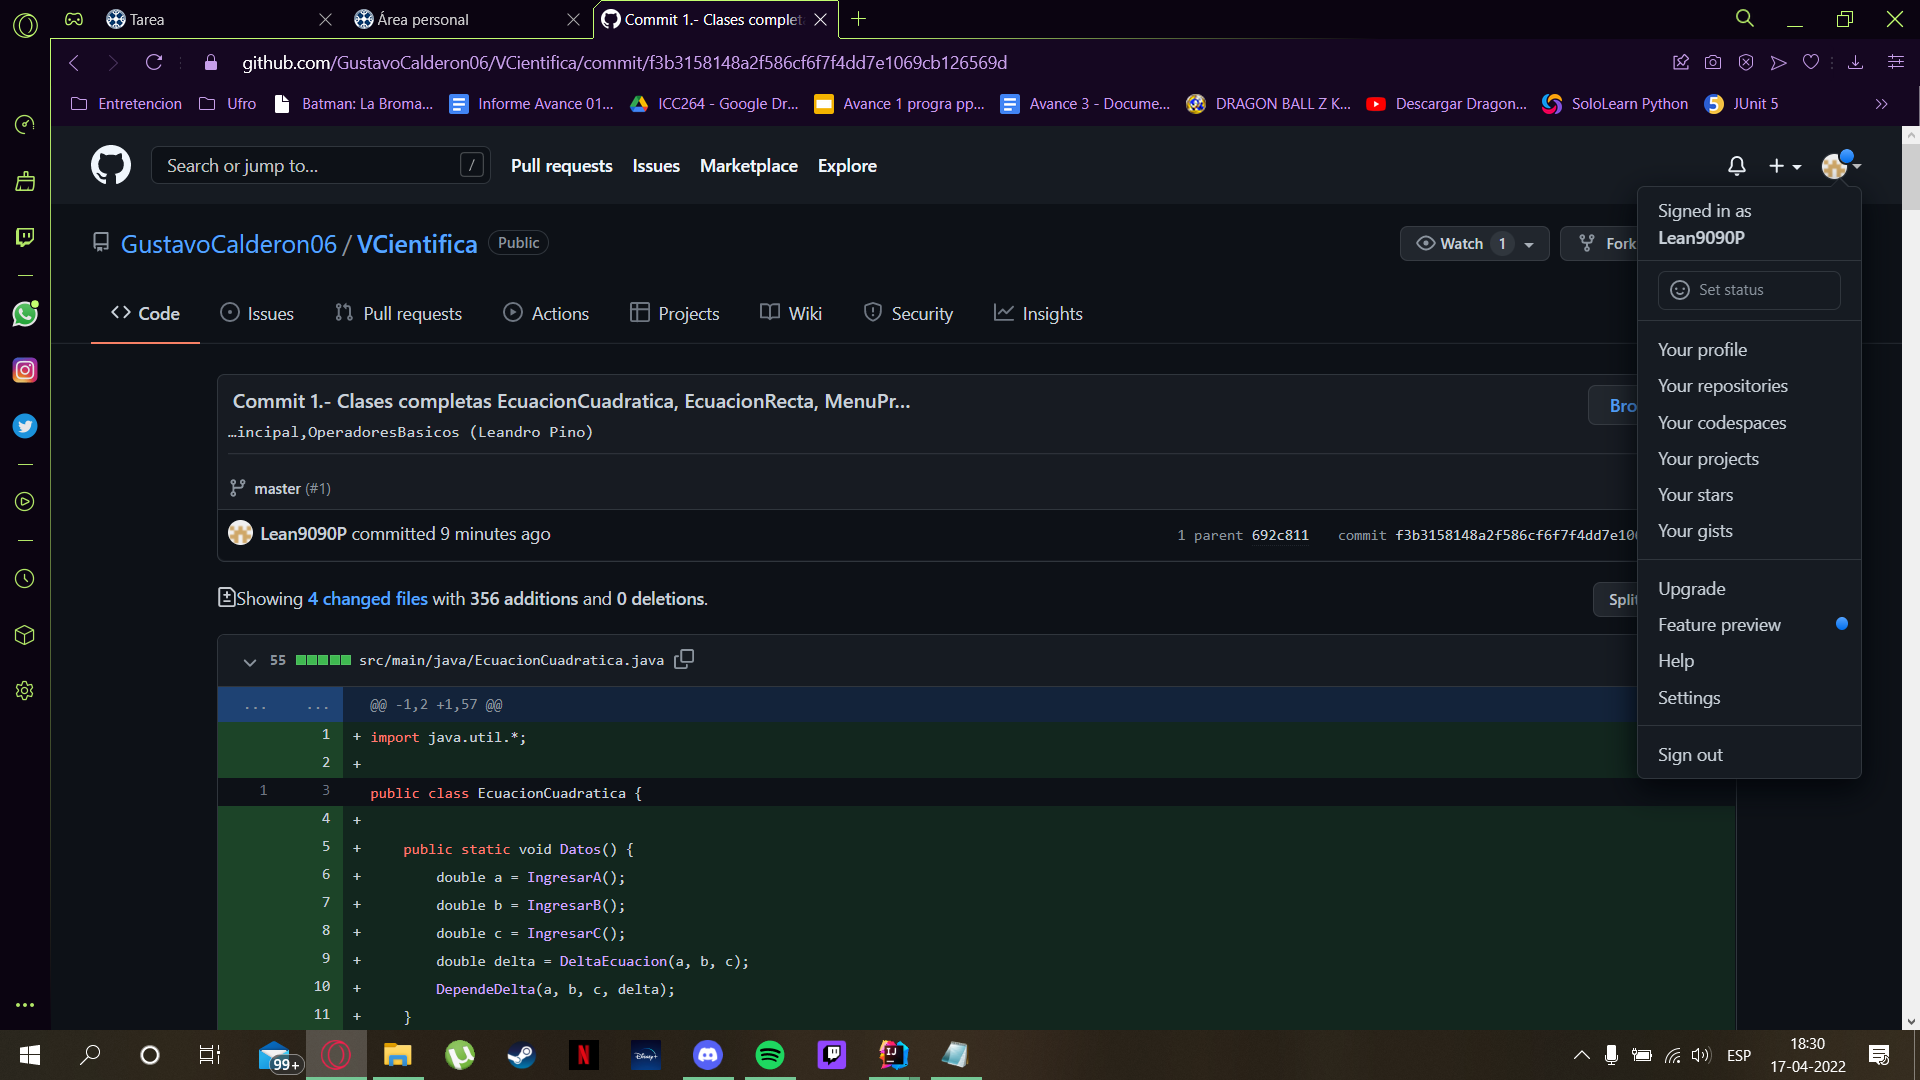 Tarea
Área personal
Commit 1.- Clases complet
github.com/GustavoCalderon06/VCientifica/commit/f3b3158148a2f586cf6f7f4dd7e1069cb126569d
Entretencion
Ufro
Batman: La Broma...
Informe Avance 01...
ICC264 - Google Dr...
Avance 1 progra pp...
Avance 3 - Docume...
DRAGON BALL Z K...
Descargar Dragon...
SoloLearn Python
JUnit 5
Search or jump to... /
Pull requests Issues Marketplace Explore
Signed in as
Lean9090P
Set status
Your profile
Your repositories
Your codespaces
Your projects
Your stars
Your gists
Upgrade
Feature preview
Help
Settings
Sign out
GustavoCalderon06 / VCientifica Public
Watch 1
Fork
Code Issues Pull requests Actions Projects Wiki Security Insights
Commit 1.- Clases completas EcuacionCuadratica, EcuacionRecta, MenuPr...
Bro
…incipal,OperadoresBasicos (Leandro Pino)
master (#1)
Lean9090P committed 9 minutes ago
1 parent 692c811 commit f3b3158148a2f586cf6f7f4dd7e10
Showing 4 changed files with 356 additions and 0 deletions.
Split
55 src/main/java/EcuacionCuadratica.java
... ... @@ -1,2 +1,57 @@
1 + import java.util.*;
2 +
1 3 public class EcuacionCuadratica {
4 +
5 + public static void Datos() {
6 + double a = IngresarA();
7 + double b = IngresarB();
8 + double c = IngresarC();
9 + double delta = DeltaEcuacion(a, b, c);
10 + DependeDelta(a, b, c, delta);
11 + }
99+
ESP
18:30
17-04-2022